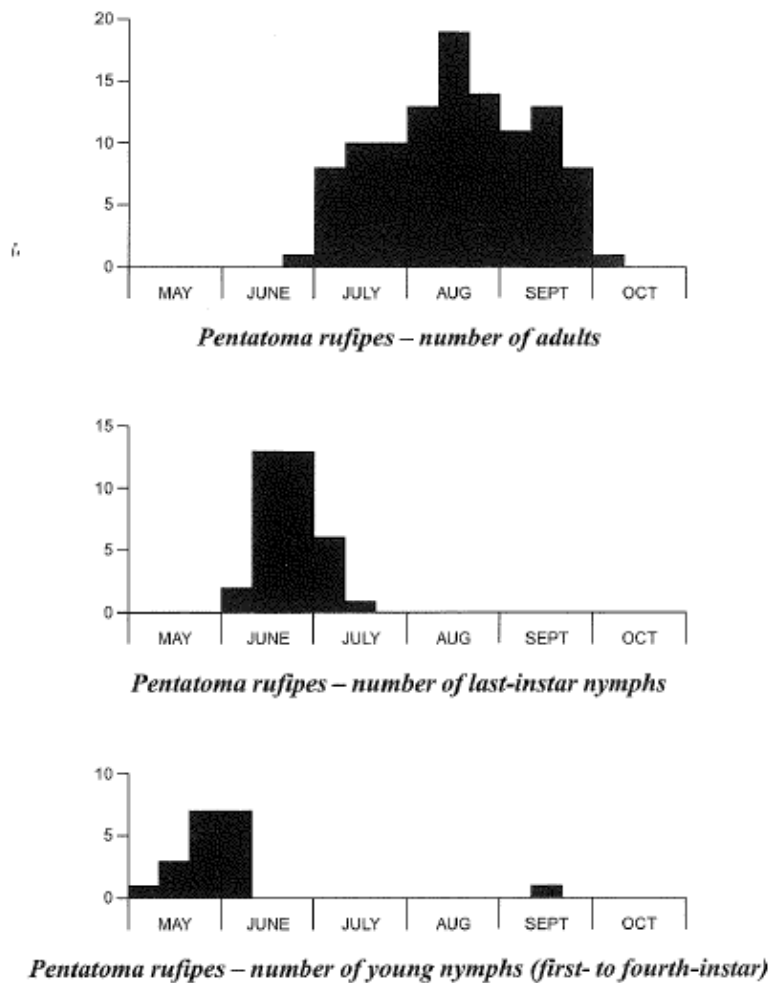 20
15
10
5
0
MAY JUNE JULY AUG SEPT OCT
Pentatoma rufipes – number of adults
15
10
5
0
MAY JUNE JULY AUG SEPT OCT
Pentatoma rufipes – number of last-instar nymphs
10
5
0
MAY JUNE JULY AUG SEPT OCT
Pentatoma rufipes – number of young nymphs (first- to fourth-instar)